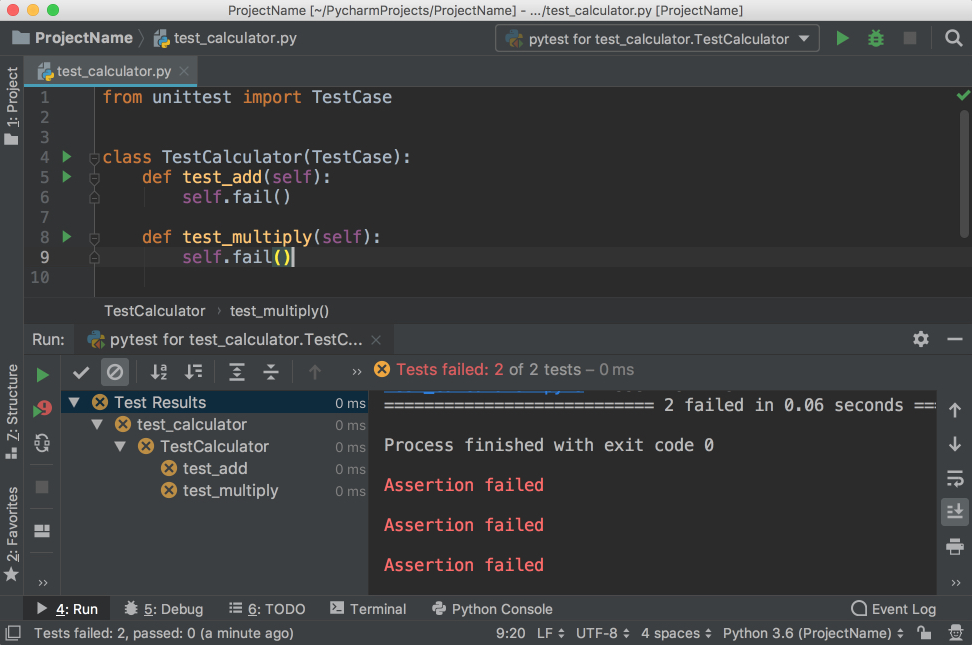 ProjectName [~/PycharmProjects/ProjectName] - .../test_calculator.py [ProjectName]
ProjectName test_calculator.py pytest for test_calculator.TestCalculator
1: Project
test_calculator.py
1 from unittest import TestCase
2
3
4 class TestCalculator(TestCase):
5 def test_add(self):
6 self.fail()
7
8 def test_multiply(self):
9 self.fail()
10
TestCalculator › test_multiply()
Run: pytest for test_calculator.TestC...
Tests failed: 2 of 2 tests – 0 ms
Test Results 0 ms
test_calculator 0 ms
TestCalculator 0 ms
test_add 0 ms
test_multiply 0 ms
=========================== 2 failed in 0.06 seconds ===
Process finished with exit code 0
Assertion failed
Assertion failed
Assertion failed
7: Structure
2: Favorites
4: Run 5: Debug 6: TODO Terminal Python Console Event Log
Tests failed: 2, passed: 0 (a minute ago) 9:20 LF UTF-8 4 spaces Python 3.6 (ProjectName)